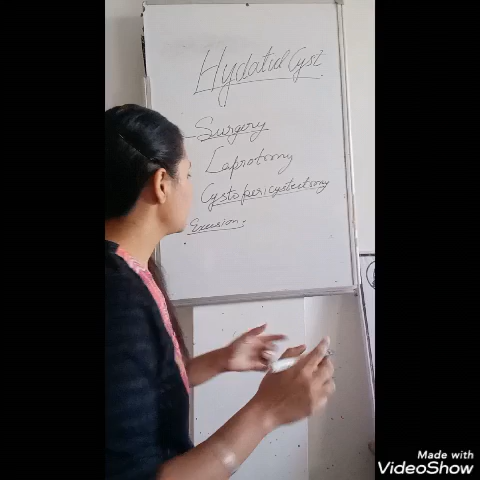 Hydatid Cyst
Surgery
Laprotomy
Cystopericystectomy
Excision.
Made with
VideoShow